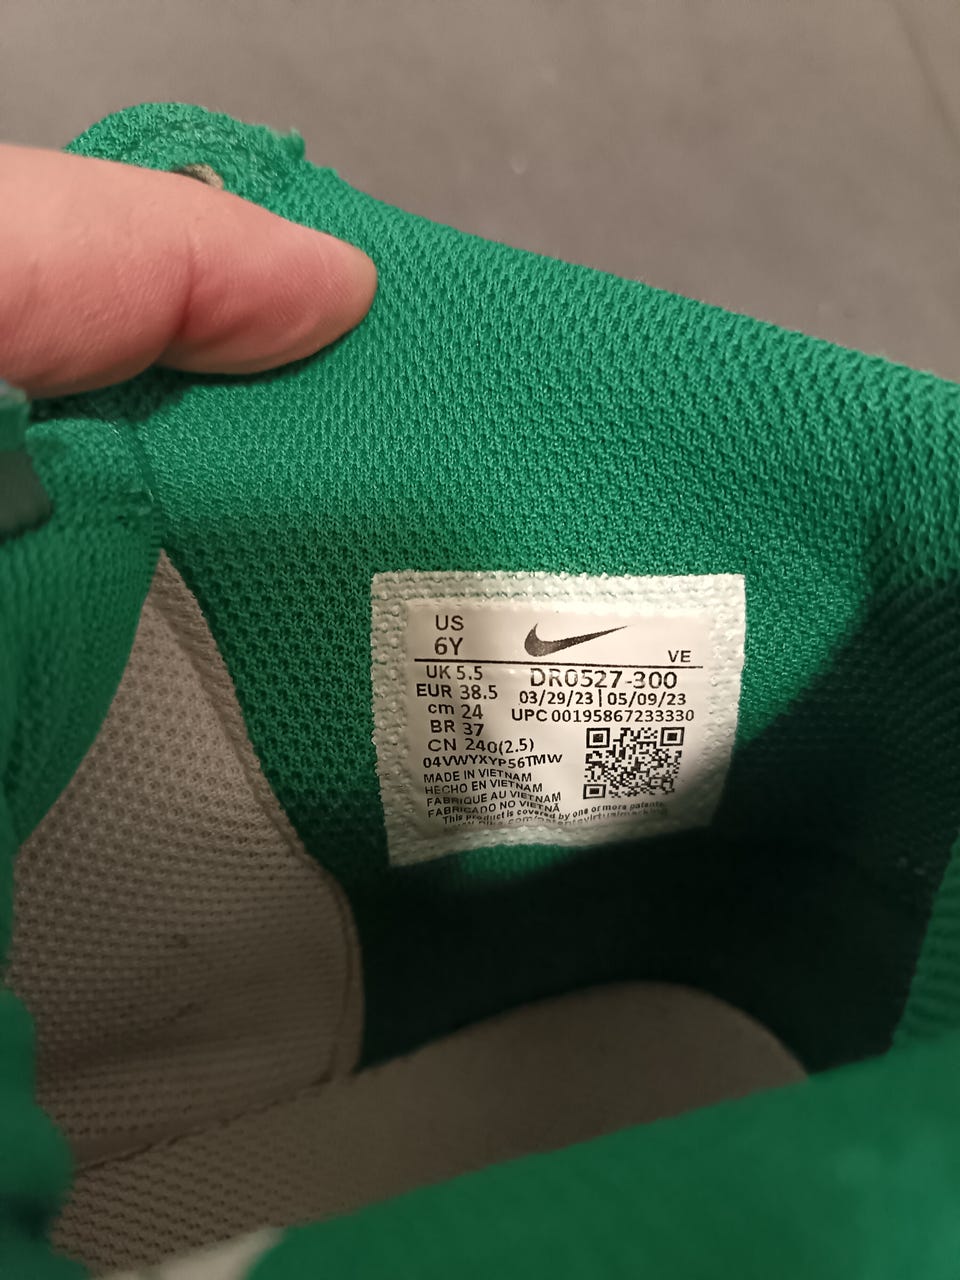 US
6Y
VE
UK 5.5
EUR 38.5
cm 24
BR 37
CN 240(2.5)
DR0527-300
03/29/23 | 05/09/23
UPC 00195867233330
04VWYXYP56TMW
MADE IN VIETNAM
HECHO EN VIETNAM
FABRIQUE AU VIETNAM
FABRICADO NO VIETNÃ
This product is covered by one or more patents.